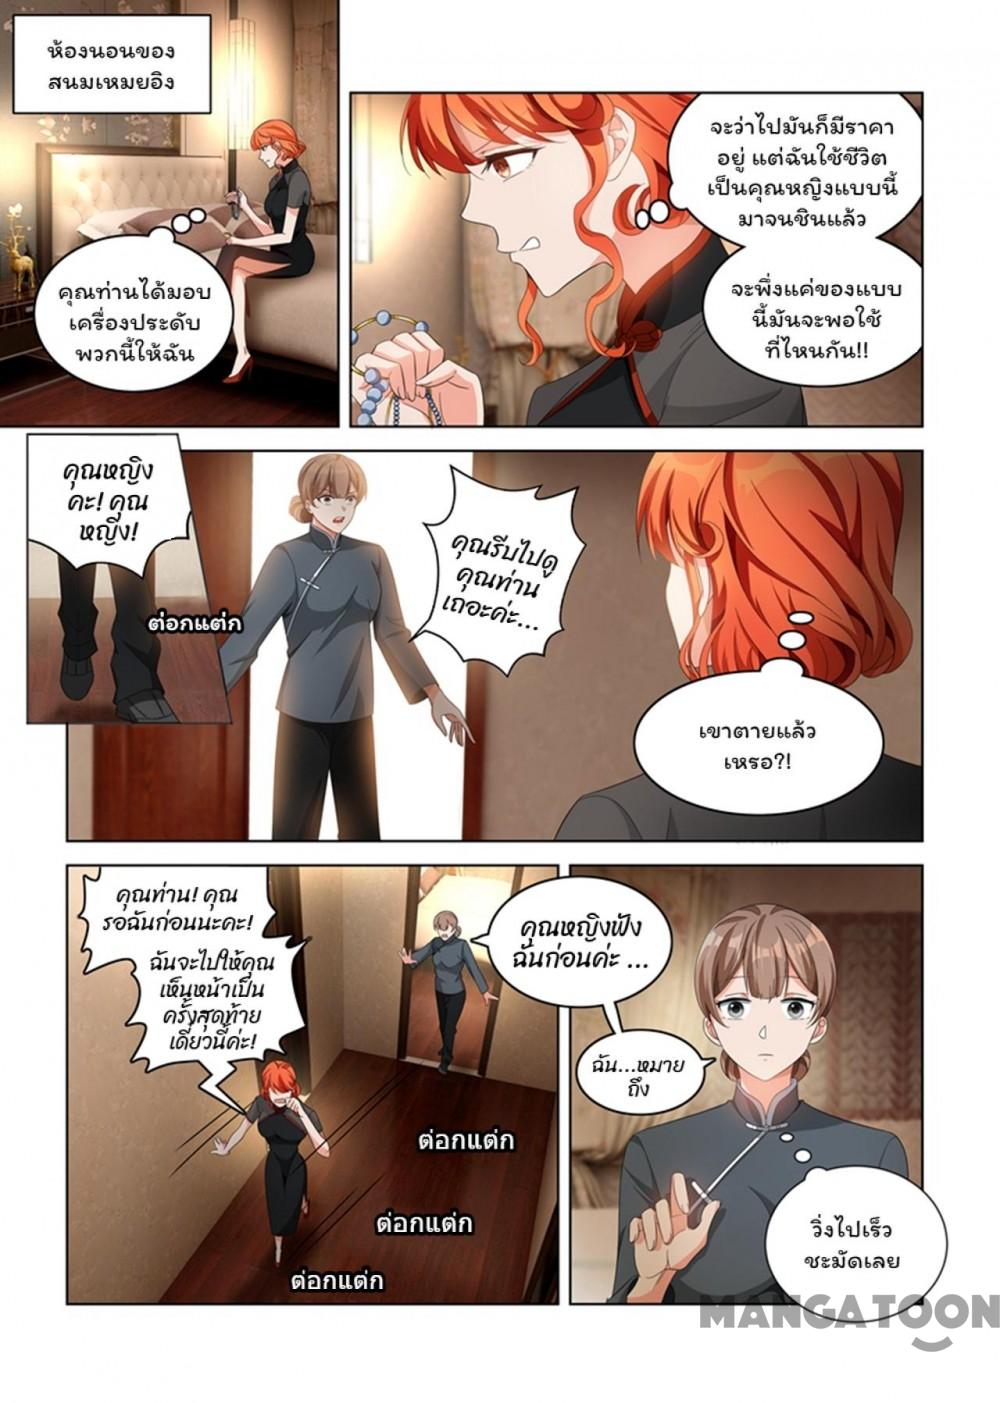 ห้องนอนของ
สนมเหมยอิง
คุณท่านได้มอบ
เครื่องประดับ
พวกนี้ให้ฉัน
จะว่าไปมันก็มีราคา
อยู่ แต่ฉันใช้ชีวิต
เป็นคุณหญิงแบบนี้
มาจนชินแล้ว
จะพึ่งแค่ของแบบ
นี้มันจะพอใช้
ที่ไหนกัน!!
คุณหญิง
คะ! คุณ
หญิง!
ต่อกแต่ก
คุณรีบไปดู
คุณท่าน
เถอะค่ะ...
เขาตายแล้ว
เหรอ?!
คุณท่าน! คุณ
รอฉันก่อนนะคะ!
ฉันจะไปให้คุณ
เห็นหน้าเป็น
ครั้งสุดท้าย
เดี๋ยวนี้ค่ะ!
คุณหญิงฟัง
ฉันก่อนค่ะ ...
ต่อกแต่ก
ต่อกแต่ก
ต่อกแต่ก
ฉัน...หมาย
ถึง
วิ่งไปเร็ว
ชะมัดเลย
MANGATOON